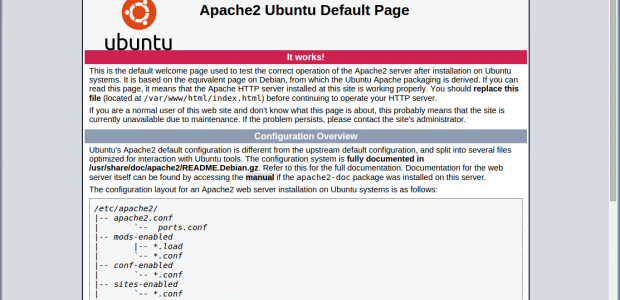 Apache2 Ubuntu Default Page
ubuntu
It works!
This is the default welcome page used to test the correct operation of the Apache2 server after installation on Ubuntu
systems. It is based on the equivalent page on Debian, from which the Ubuntu Apache packaging is derived. If you can
read this page, it means that the Apache HTTP server installed at this site is working properly. You should replace this
file (located at /var/www/html/index.html) before continuing to operate your HTTP server.
If you are a normal user of this web site and don't know what this page is about, this probably means that the site is
currently unavailable due to maintenance. If the problem persists, please contact the site's administrator.
Configuration Overview
Ubuntu's Apache2 default configuration is different from the upstream default configuration, and split into several files
optimized for interaction with Ubuntu tools. The configuration system is fully documented in
/usr/share/doc/apache2/README.Debian.gz. Refer to this for the full documentation. Documentation for the web
server itself can be found by accessing the manual if the apache2-doc package was installed on this server.
The configuration layout for an Apache2 web server installation on Ubuntu systems is as follows:
/etc/apache2/
|-- apache2.conf
|       `--  ports.conf
|-- mods-enabled
|       |-- *.load
|       `-- *.conf
|-- conf-enabled
|       `-- *.conf
|-- sites-enabled
|       `-- *.conf